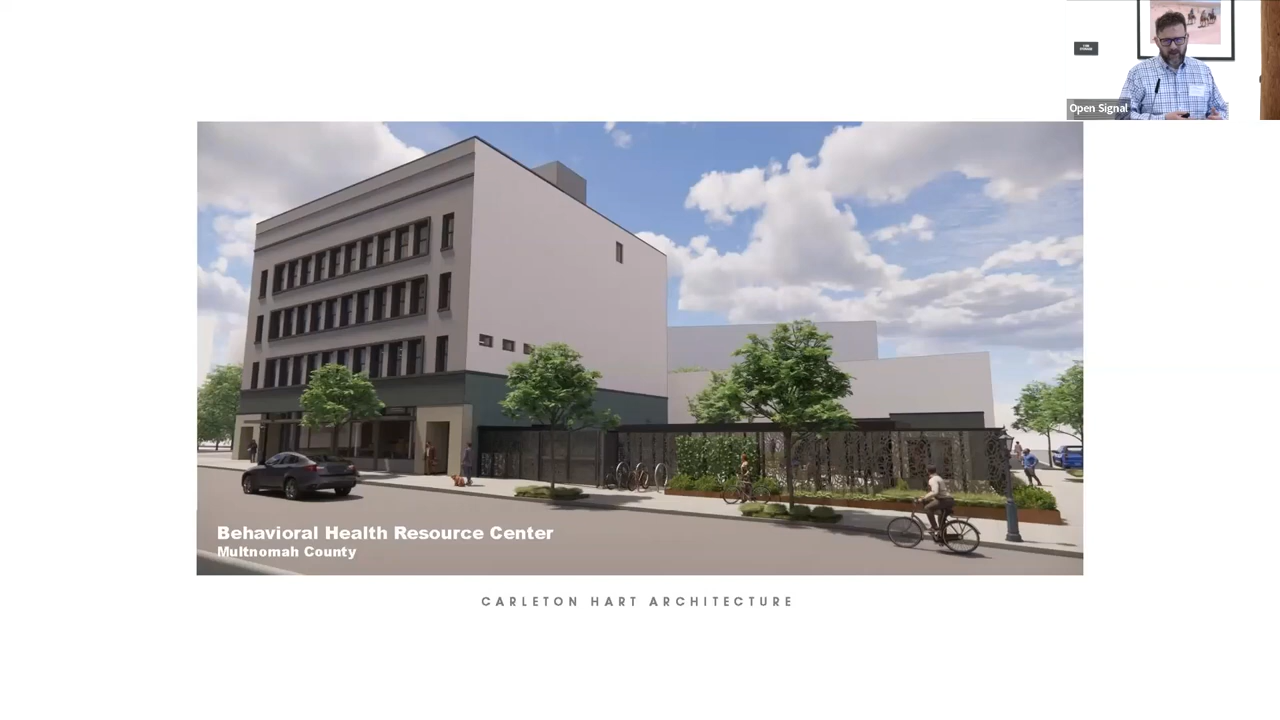 Open Signal
Behavioral Health Resource Center
Multnomah County
CARLETON HART ARCHITECTURE